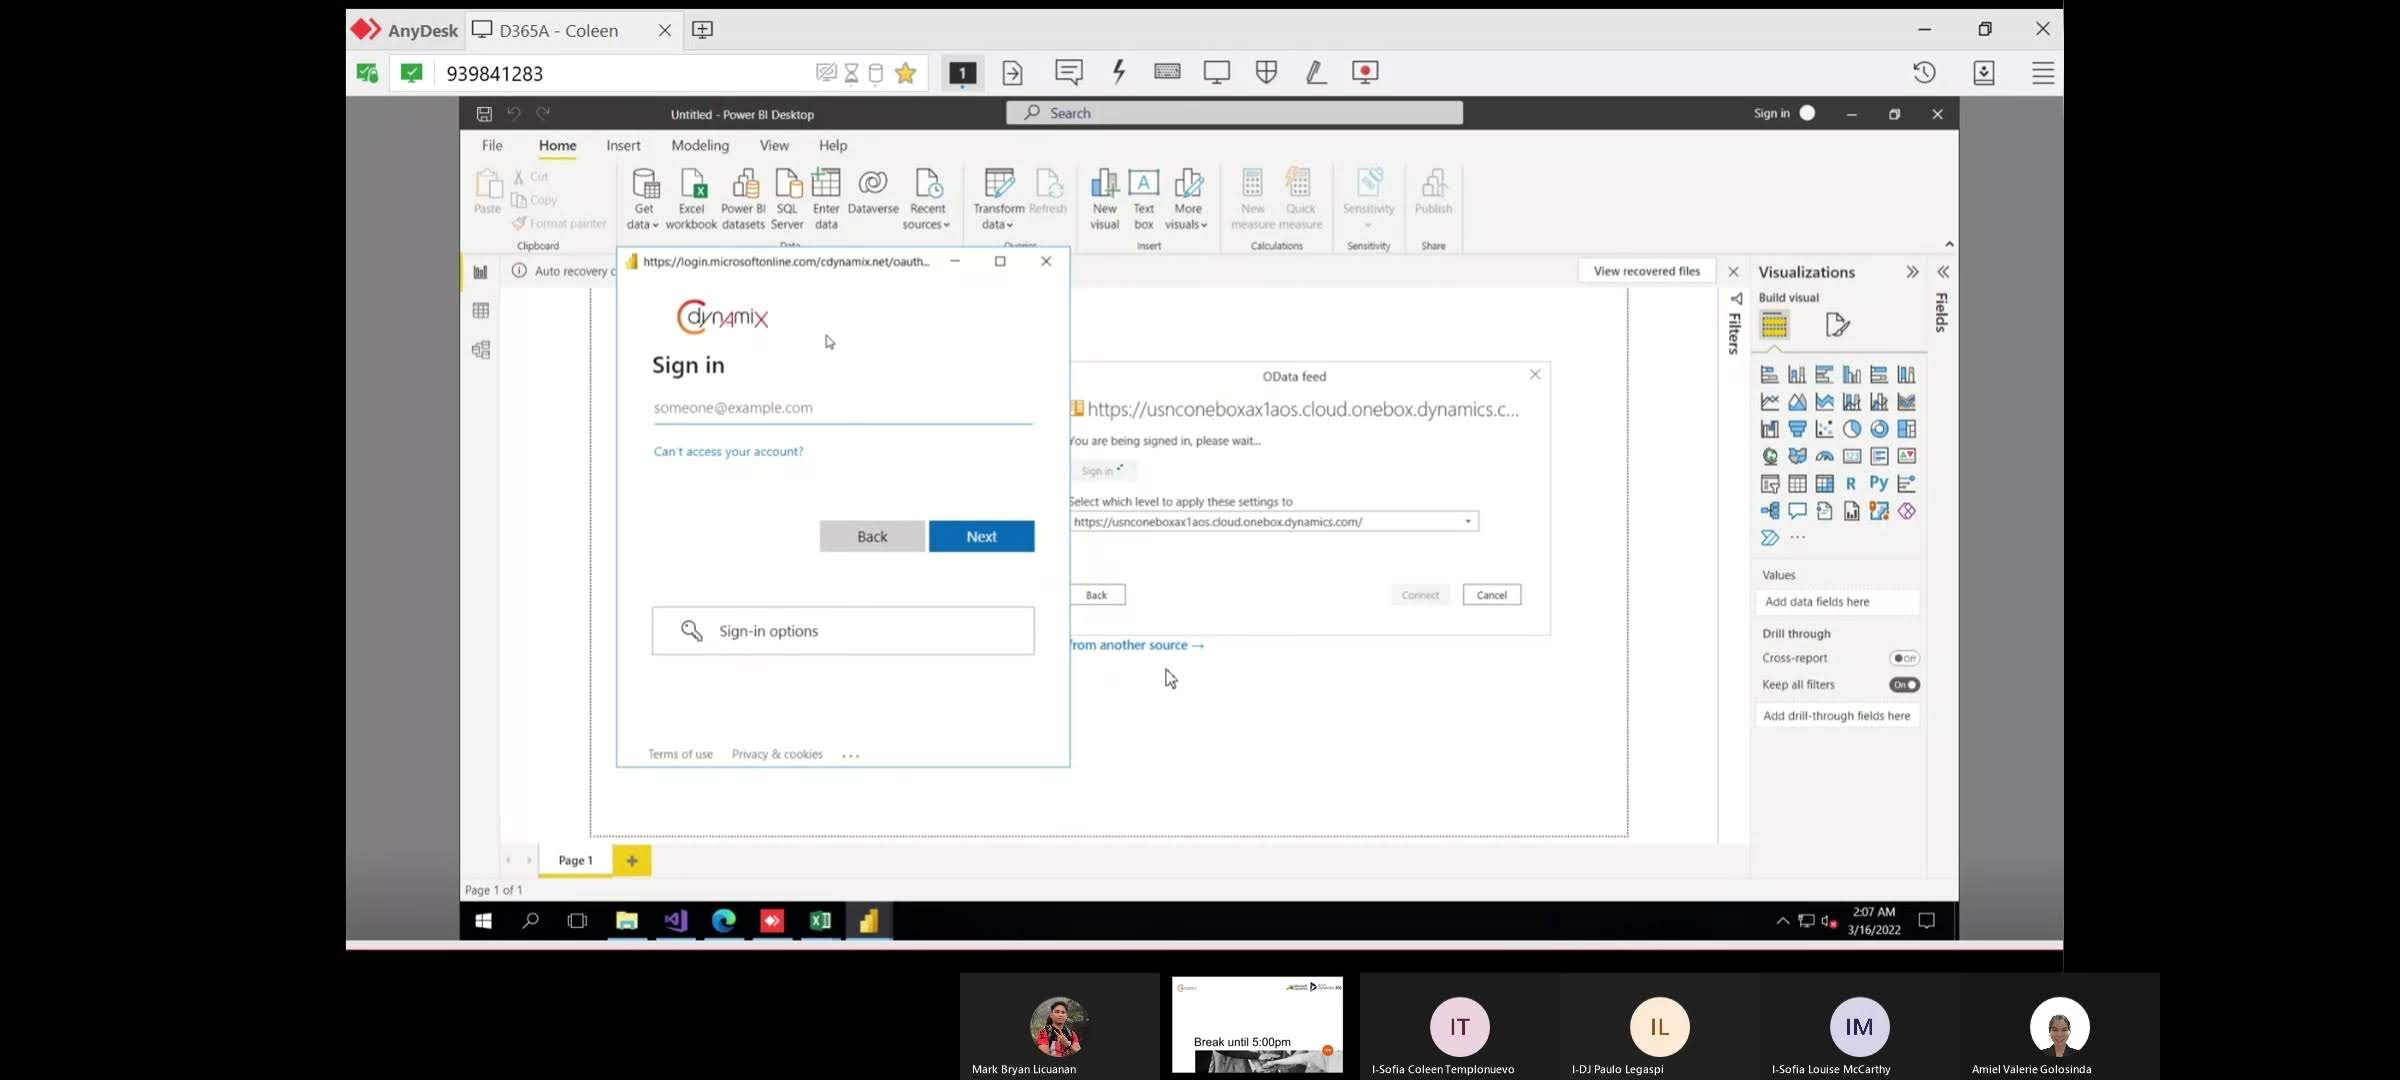 AnyDesk
D365A - Coleen
939841283
1
Untitled - Power BI Desktop
Search
Sign in
File Home Insert Modeling View Help
Paste
Cut
Copy
Format painter
Clipboard
Get data
Excel workbook
Power BI datasets
SQL Server
Enter data
Dataverse
Recent sources
Data
Transform data
Refresh
Queries
New visual
Text box
More visuals
Insert
New measure
Quick measure
Calculations
Sensitivity
Sensitivity
Publish
Share
Auto recovery c
View recovered files
https://login.microsoftonline.com/cdynamix.net/oauth...
Cdynamix
Sign in
someone@example.com
Can't access your account?
Back
Next
Sign-in options
Terms of use Privacy & cookies ...
OData feed
https://usnconeboxax1aos.cloud.onebox.dynamics.c...
You are being signed in, please wait...
Sign in
Select which level to apply these settings to
https://usnconeboxax1aos.cloud.onebox.dynamics.com/
Back
Connect
Cancel
from another source →
Filters
Visualizations
Build visual
R
Py
...
Values
Add data fields here
Drill through
Cross-report
Off
Keep all filters
On
Add drill-through fields here
Fields
Page 1
Page 1 of 1
2:07 AM
3/16/2022
Mark Bryan Licuanan
Break until 5:00pm
IT
I-Sofia Coleen Templonuevo
IL
I-DJ Paulo Legaspi
IM
I-Sofia Louise McCarthy
Amiel Valerie Golosinda